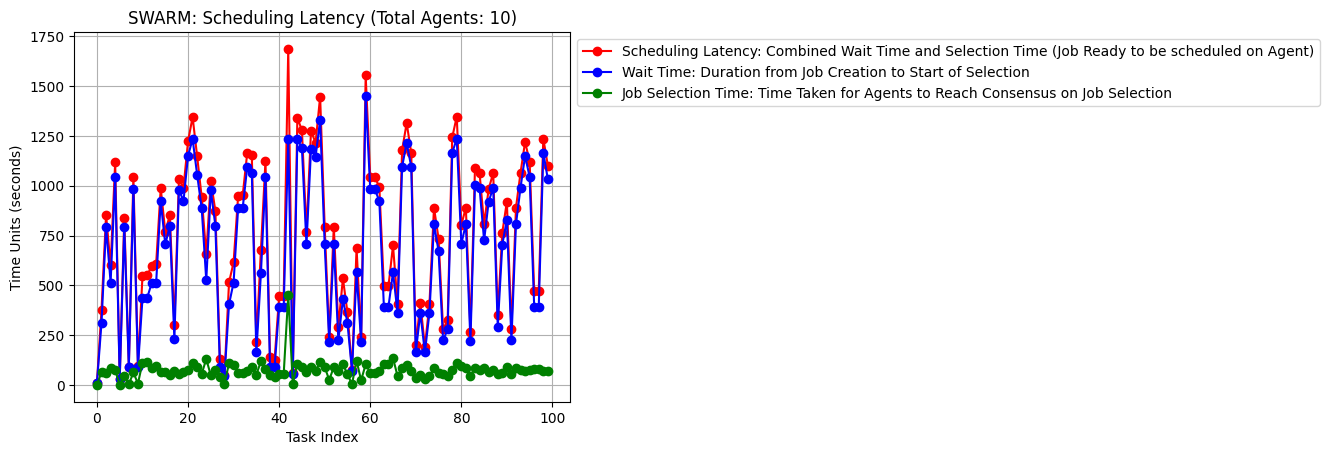 SWARM: Scheduling Latency (Total Agents: 10)
1750
1500
1250
1000
750
500
250
0
Time Units (seconds)
0 20 40 60 80 100
Task Index
Scheduling Latency: Combined Wait Time and Selection Time (Job Ready to be scheduled on Agent)
Wait Time: Duration from Job Creation to Start of Selection
Job Selection Time: Time Taken for Agents to Reach Consensus on Job Selection